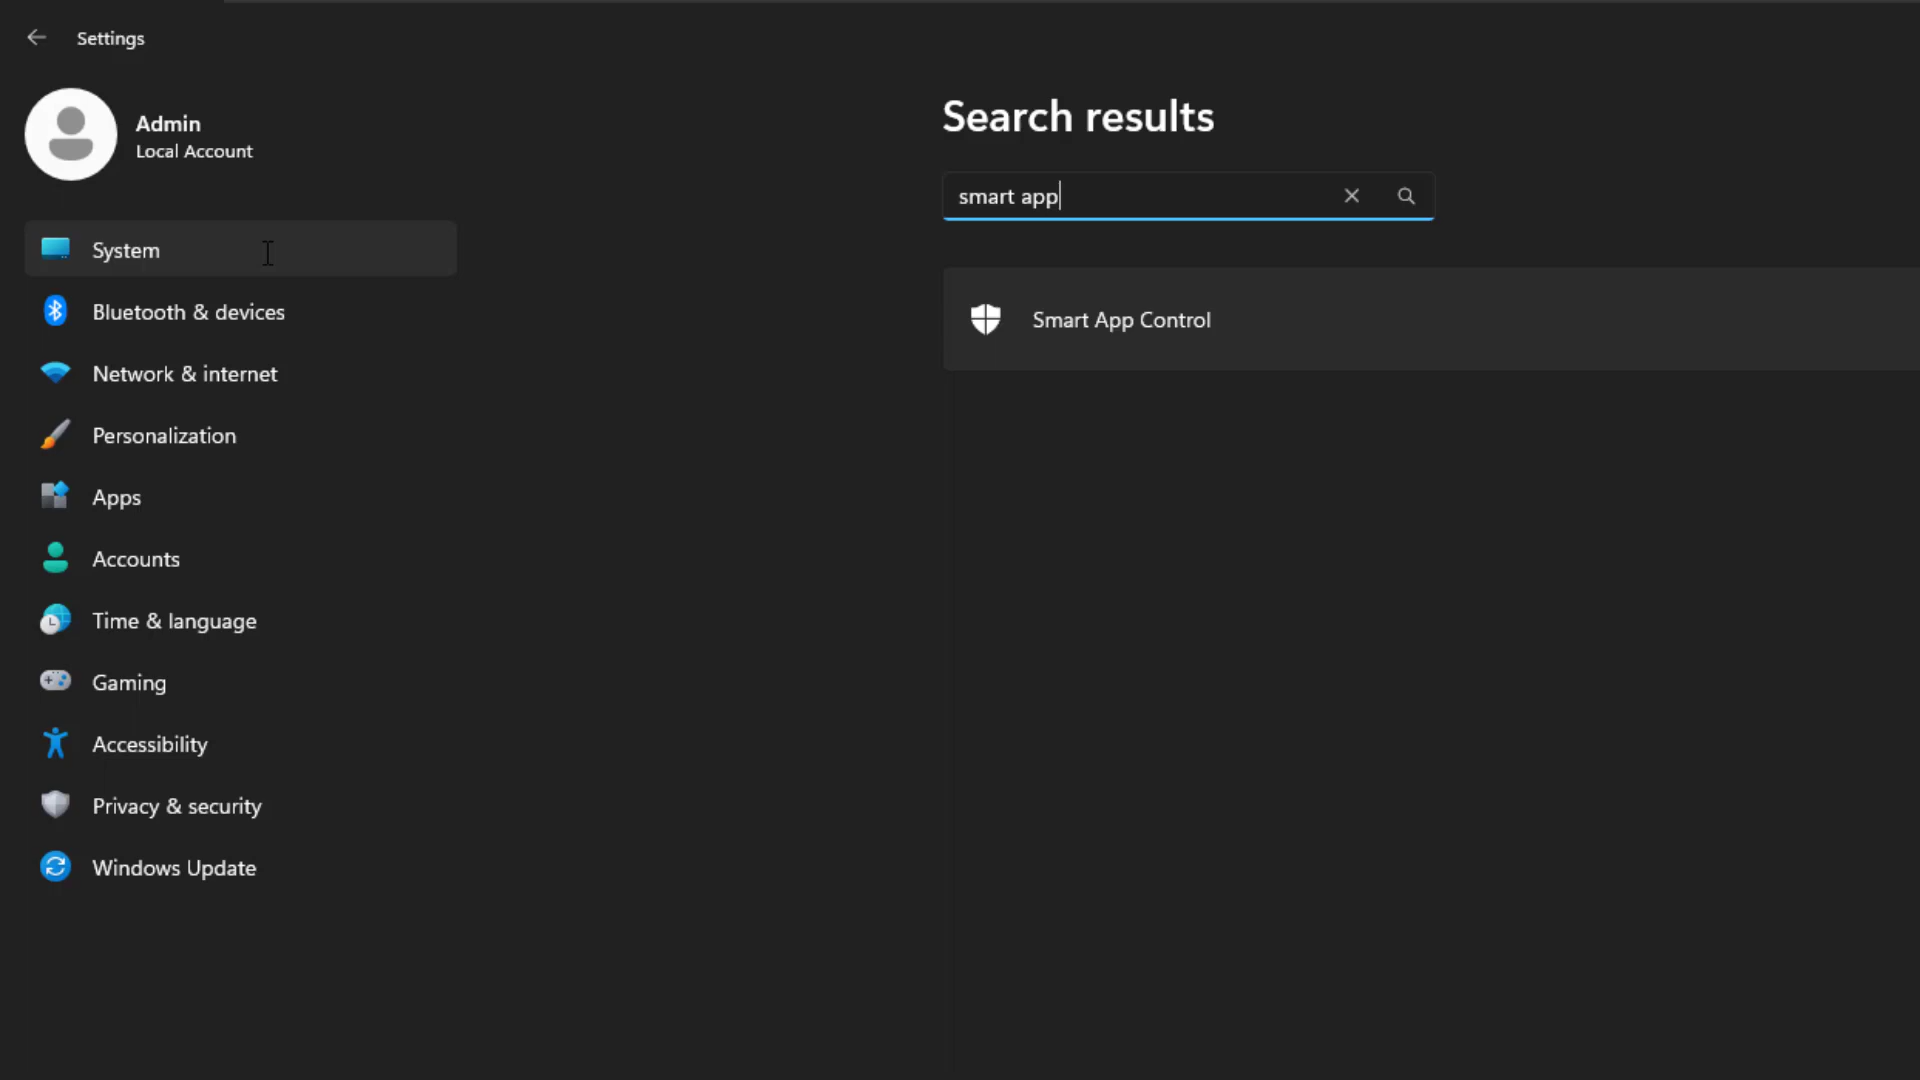 Settings
Admin
Local Account
System
Bluetooth & devices
Network & internet
Personalization
Apps
Accounts
Time & language
Gaming
Accessibility
Privacy & security
Windows Update
Search results
smart app
Smart App Control